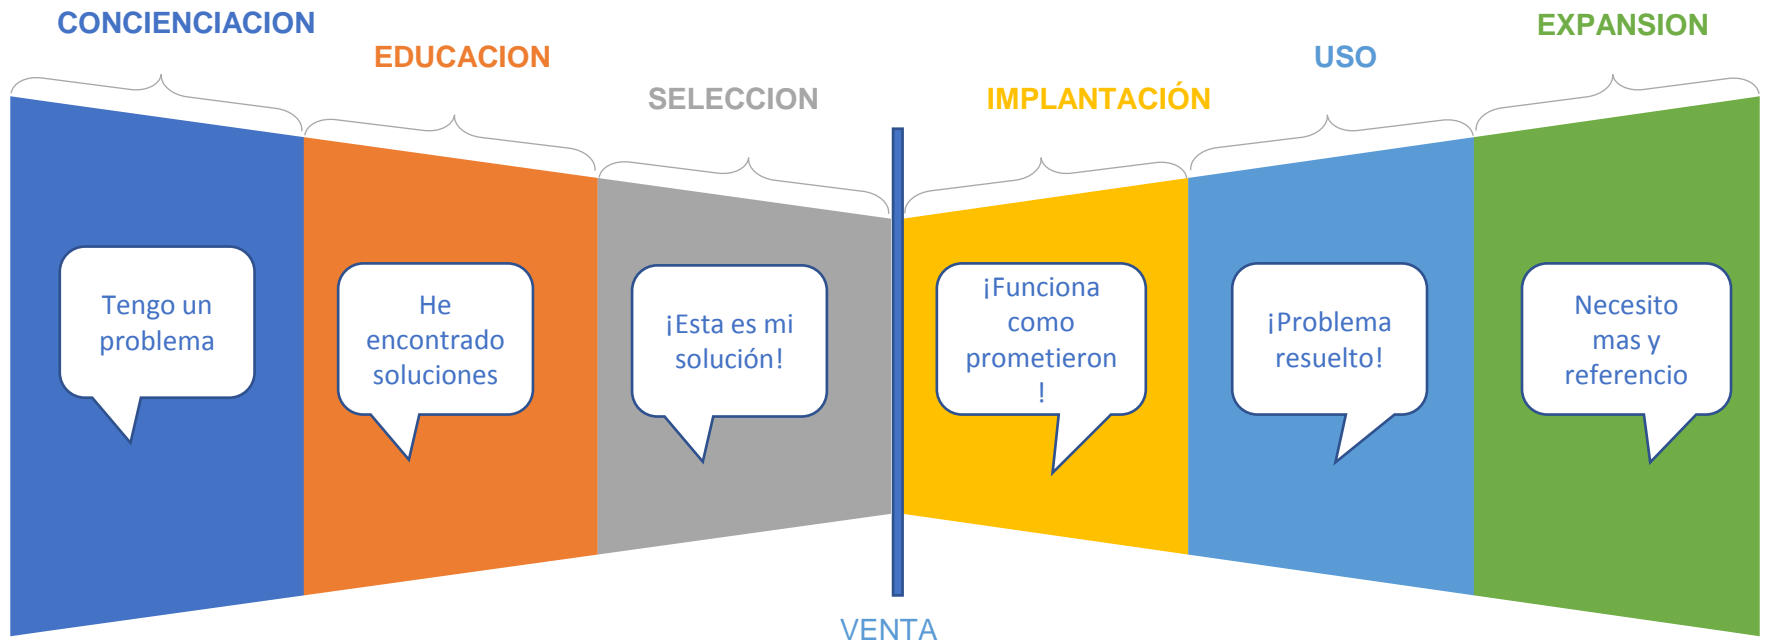 CONCIENCIACION
EDUCACION
SELECCION
IMPLANTACIÓN
USO
EXPANSION
Tengo un
problema
He
encontrado
soluciones
¡Esta es mi
solución!
¡Funciona
como
prometieron
!
¡Problema
resuelto!
Necesito
mas y
referencio
VENTA